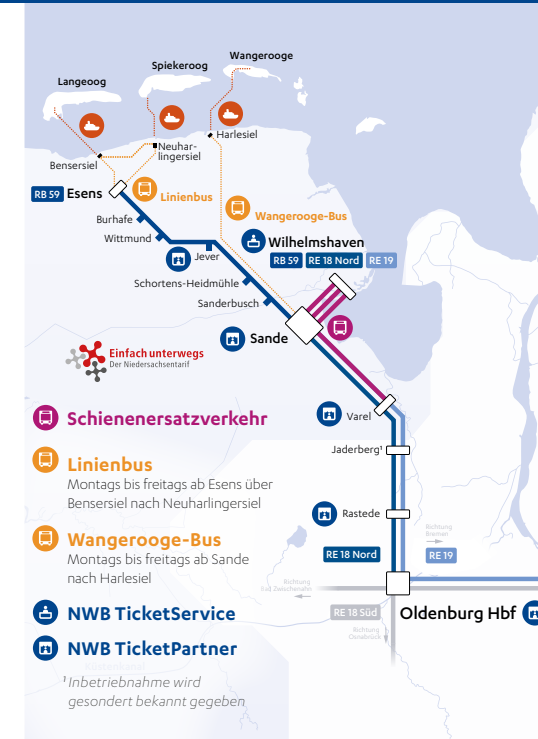 Wangerooge
Spiekeroog
Langeoog
Harlesiel
Neuhar-
lingersiel
Bensersiel
RB 59 Esens
Linienbus
Wangerooge-Bus
Burhafe
Wittmund
Wilhelmshaven
Jever
RB 59 RE 18 Nord RE 19
Schortens-Heidmühle
Sanderbusch
Sande
Einfach unterwegs
Der Niedersachsentarif
Schienenersatzverkehr
Varel
Jaderberg¹
Linienbus
Montags bis freitags ab Esens über
Bensersiel nach Neuharlingersiel
Rastede
Richtung
Bremen
Wangerooge-Bus
Montags bis freitags ab Sande
nach Harlesiel
RE 18 Nord
RE 19
Richtung
Bad Zwischenahn
NWB TicketService
RE 18 Süd
Oldenburg Hbf
Richtung
Osnabrück
NWB TicketPartner
¹ Inbetriebnahme wird
gesondert bekannt gegeben